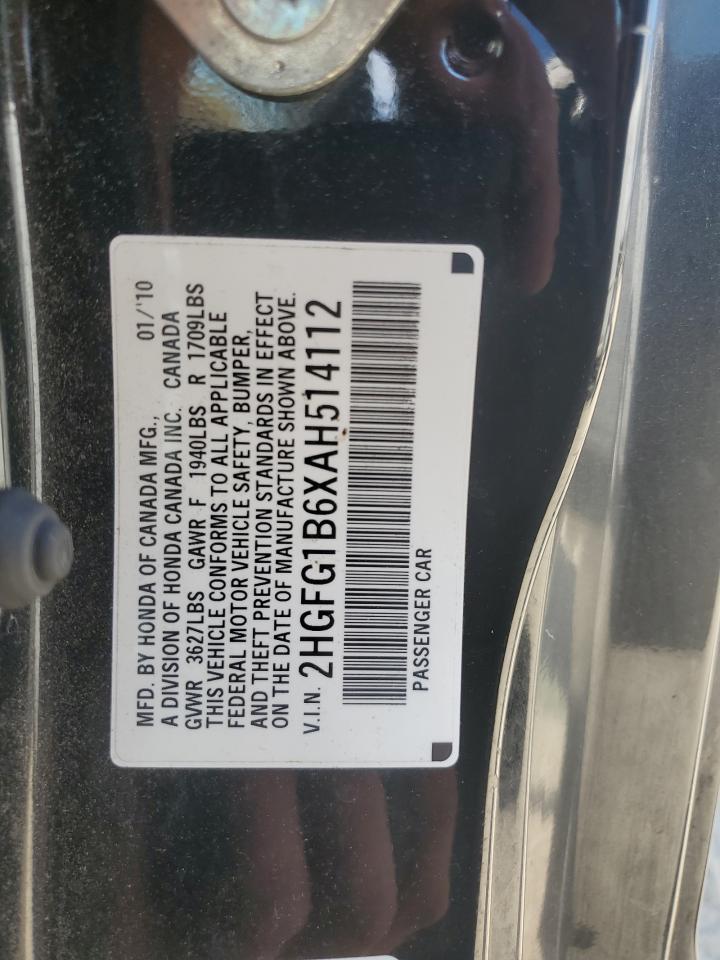 MFD. BY HONDA OF CANADA MFG., 01/'10
A DIVISION OF HONDA CANADA INC. CANADA
GVWR 3627LBS GAWR F 1940LBS R 1709LBS
THIS VEHICLE CONFORMS TO ALL APPLICABLE
FEDERAL MOTOR VEHICLE SAFETY, BUMPER,
AND THEFT PREVENTION STANDARDS IN EFFECT
ON THE DATE OF MANUFACTURE SHOWN ABOVE.
V.I.N. 2HGFG1B6XAH514112
PASSENGER CAR